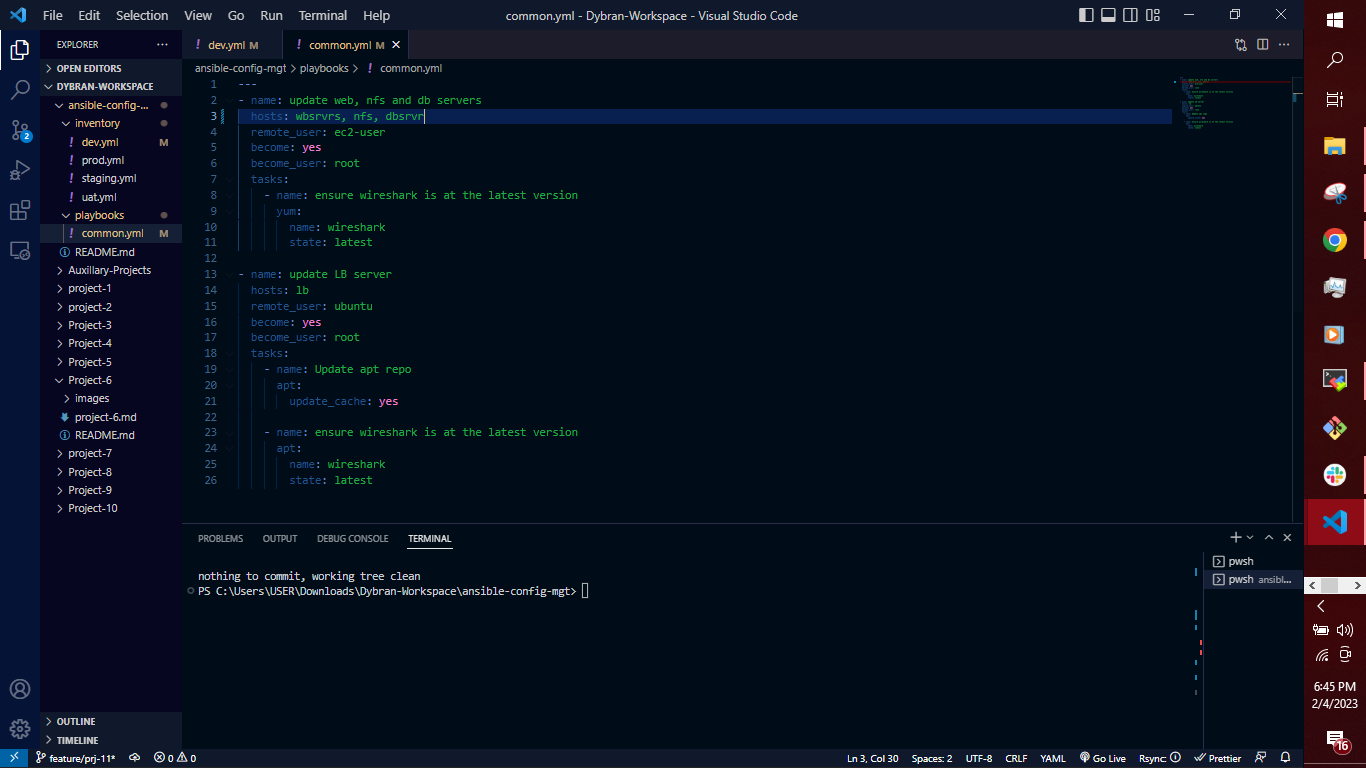 File Edit Selection View Go Run Terminal Help common.yml - Dybran-Workspace - Visual Studio Code
EXPLORER ···
! dev.yml M ! common.yml M
OPEN EDITORS
ansible-config-mgt > playbooks > ! common.yml
DYBRAN-WORKSPACE
ansible-config-...
inventory
! dev.yml M
! prod.yml
! staging.yml
! uat.yml
playbooks
! common.yml M
README.md
Auxillary-Projects
project-1
project-2
Project-3
Project-4
Project-5
Project-6
images
project-6.md
README.md
project-7
Project-8
Project-9
Project-10
OUTLINE
TIMELINE
2
1 ---
2 - name: update web, nfs and db servers
3 hosts: wbsrvrs, nfs, dbsrvr
4 remote_user: ec2-user
5 become: yes
6 become_user: root
7 tasks:
8 - name: ensure wireshark is at the latest version
9 yum:
10 name: wireshark
11 state: latest
12
13 - name: update LB server
14 hosts: lb
15 remote_user: ubuntu
16 become: yes
17 become_user: root
18 tasks:
19 - name: Update apt repo
20 apt:
21 update_cache: yes
22
23 - name: ensure wireshark is at the latest version
24 apt:
25 name: wireshark
26 state: latest
PROBLEMS OUTPUT DEBUG CONSOLE TERMINAL
nothing to commit, working tree clean
PS C:\Users\USER\Downloads\Dybran-Workspace\ansible-config-mgt>
pwsh
pwsh ansibl...
feature/prj-11* 0 0 Ln 3, Col 30 Spaces: 2 UTF-8 CRLF YAML Go Live Rsync: Prettier
6:45 PM
2/4/2023
16